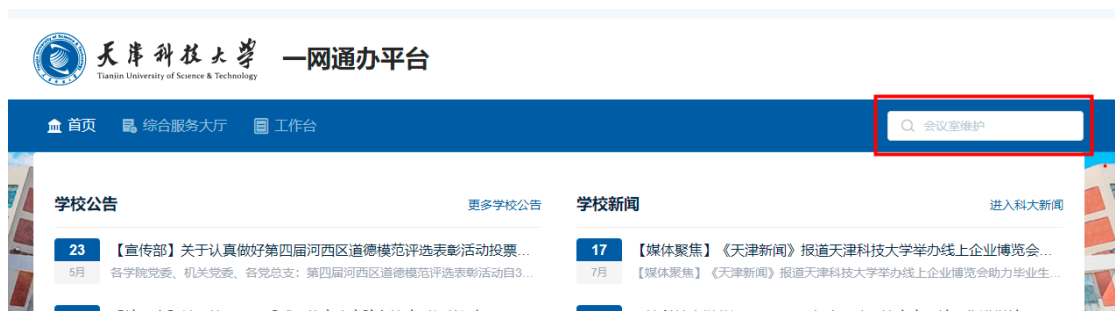 天津科技大学 一网通办平台
Tianjin University of Science & Technology
首页 综合服务大厅 工作台 会议室维护
学校公告 更多学校公告 学校新闻 进入科大新闻
23 【宣传部】关于认真做好第四届河西区道德模范评选表彰活动投票... 17 【媒体聚焦】《天津新闻》报道天津科技大学举办线上企业博览会...
5月 各学院党委、机关党委、各党总支：第四届河西区道德模范评选表彰活动自3... 7月 【媒体聚焦】《天津新闻》报道天津科技大学举办线上企业博览会助力毕业生...